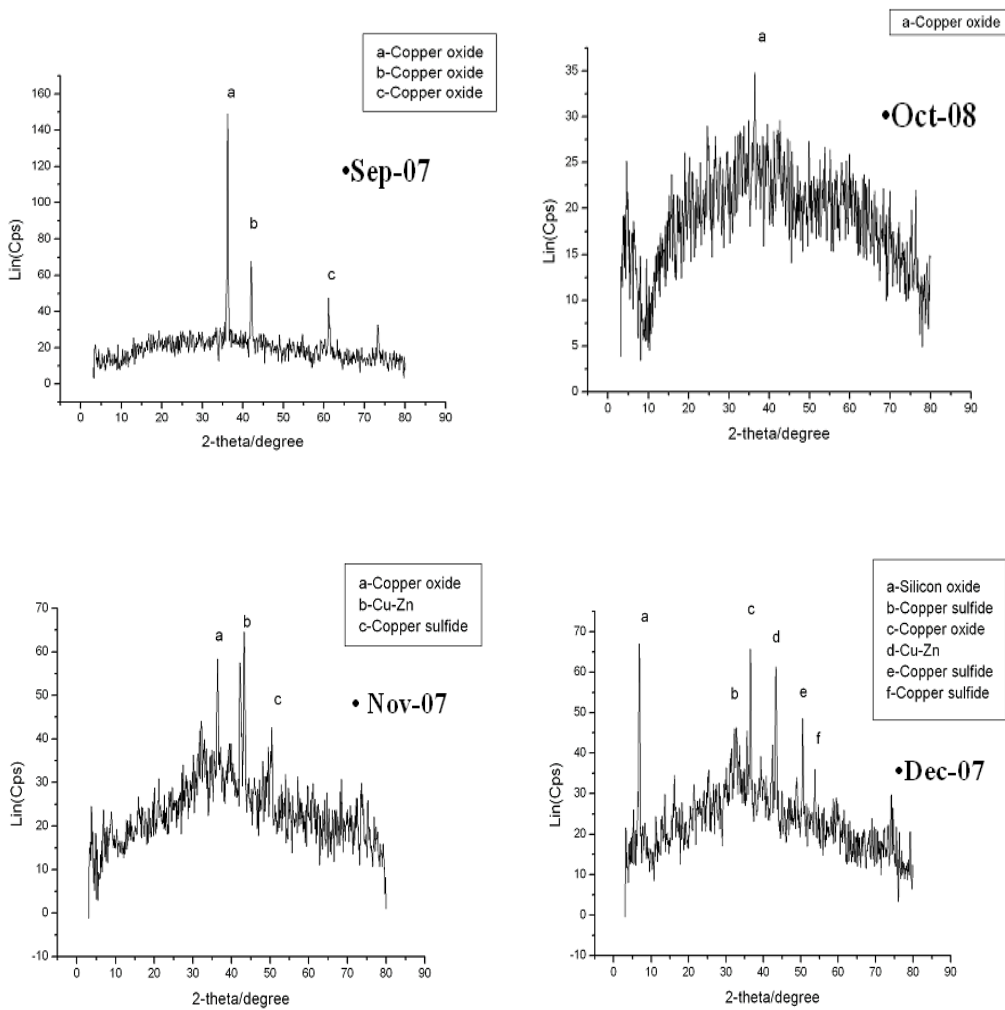 a-Copper oxide
b-Copper oxide
c-Copper oxide
•Sep-07
a
b
c
Lin(Cps)
160
140
120
100
80
60
40
20
0
0 10 20 30 40 50 60 70 80 90
2-theta/degree
a-Copper oxide
•Oct-08
a
Lin(Cps)
35
30
25
20
15
10
5
0
0 10 20 30 40 50 60 70 80 90
2-theta/degree
a-Copper oxide
b-Cu-Zn
c-Copper sulfide
• Nov-07
a
b
c
Lin(Cps)
70
60
50
40
30
20
10
0
-10
0 10 20 30 40 50 60 70 80 90
2-theta/degree
a-Silicon oxide
b-Copper sulfide
c-Copper oxide
d-Cu-Zn
e-Copper sulfide
f-Copper sulfide
•Dec-07
a
b
c
d
e
f
Lin(Cps)
70
60
50
40
30
20
10
0
-10
0 10 20 30 40 50 60 70 80 90
2-theta/degree